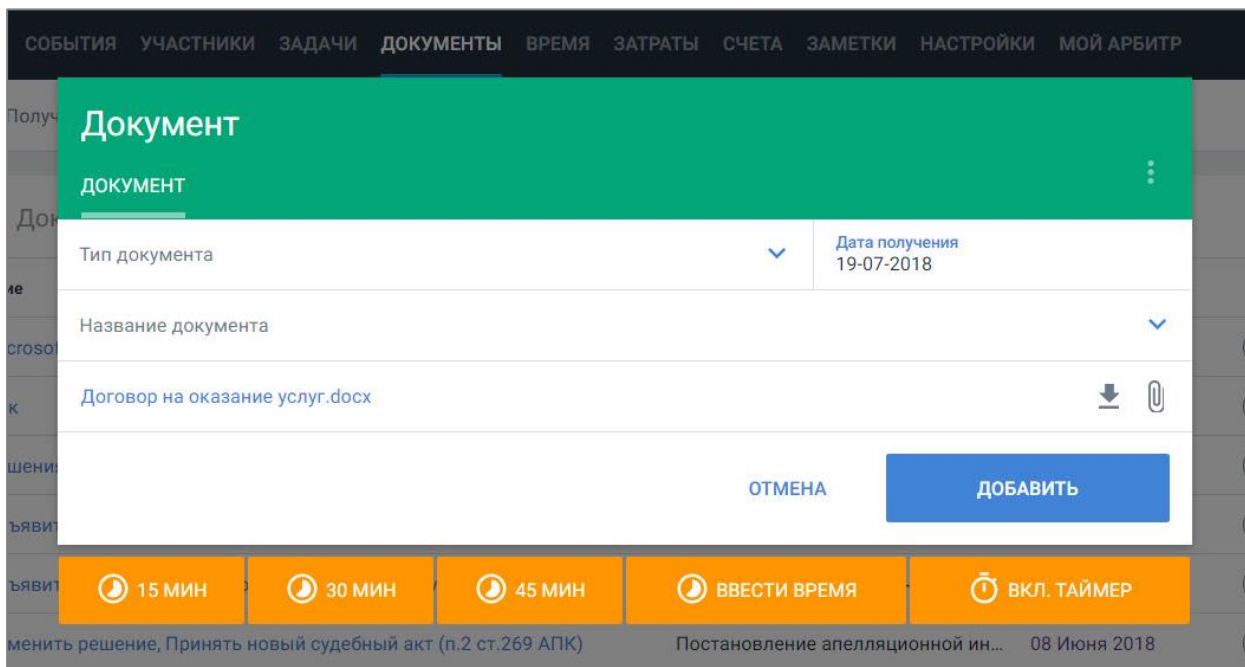 СОБЫТИЯ УЧАСТНИКИ ЗАДАЧИ ДОКУМЕНТЫ ВРЕМЯ ЗАТРАТЫ СЧЕТА ЗАМЕТКИ НАСТРОЙКИ МОЙ АРБИТР
Документ
ДОКУМЕНТ
Тип документа
Дата получения
19-07-2018
Название документа
Договор на оказание услуг.docx
ОТМЕНА ДОБАВИТЬ
15 МИН 30 МИН 45 МИН ВВЕСТИ ВРЕМЯ ВКЛ. ТАЙМЕР
менить решение, Принять новый судебный акт (п.2 ст.269 АПК) Постановление апелляционной ин... 08 Июня 2018